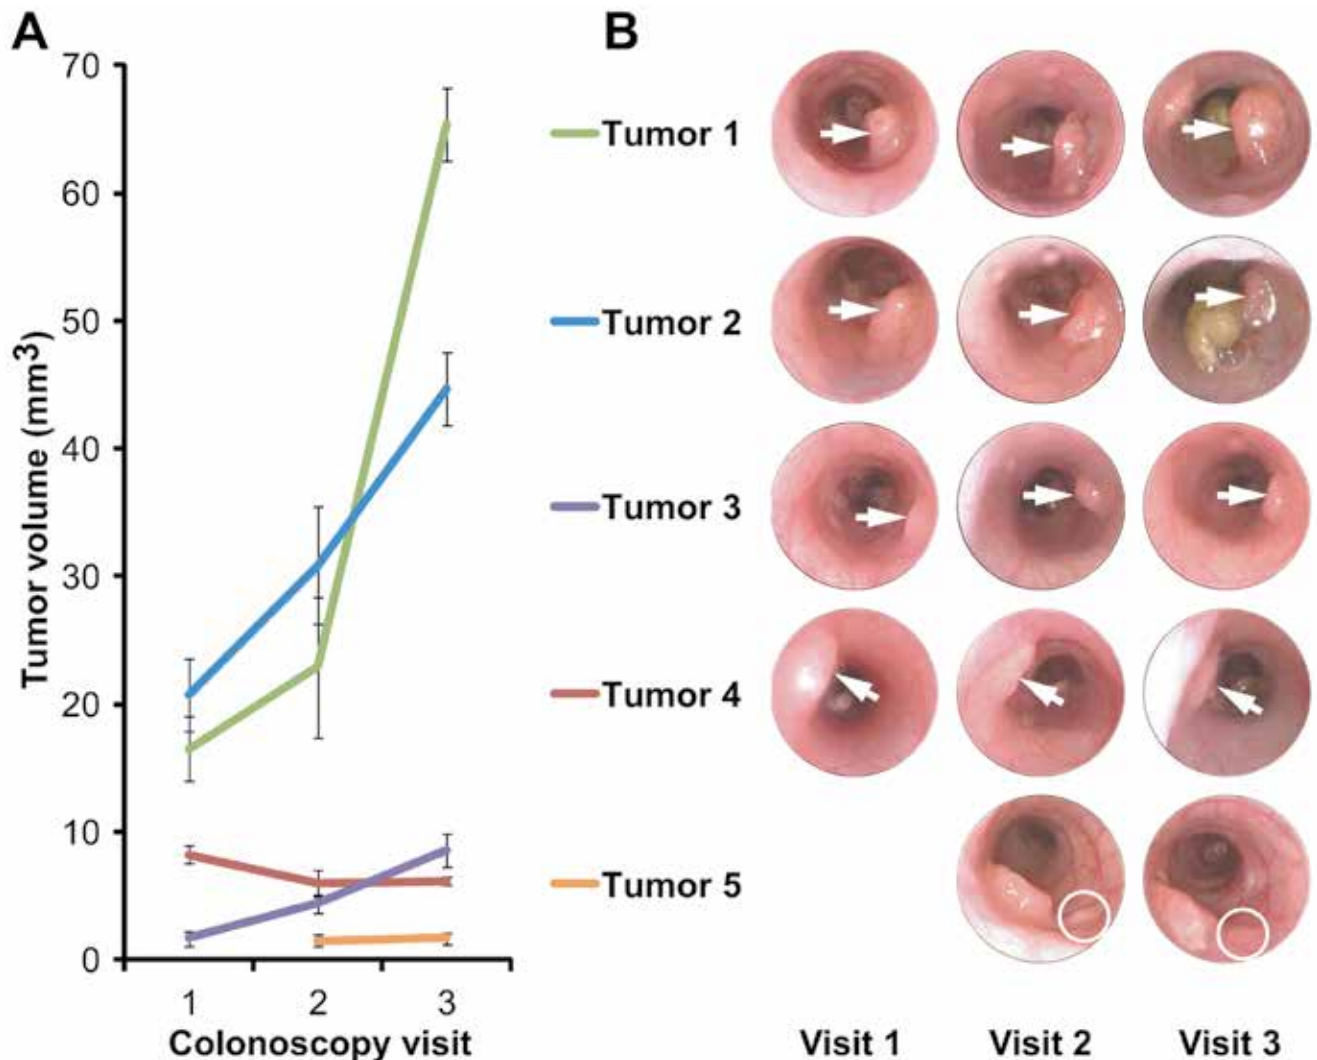 A
B
70
60
50
40
30
20
10
0
Tumor volume (mm3)
1 2 3
Colonoscopy visit
Tumor 1
Tumor 2
Tumor 3
Tumor 4
Tumor 5
Visit 1 Visit 2 Visit 3